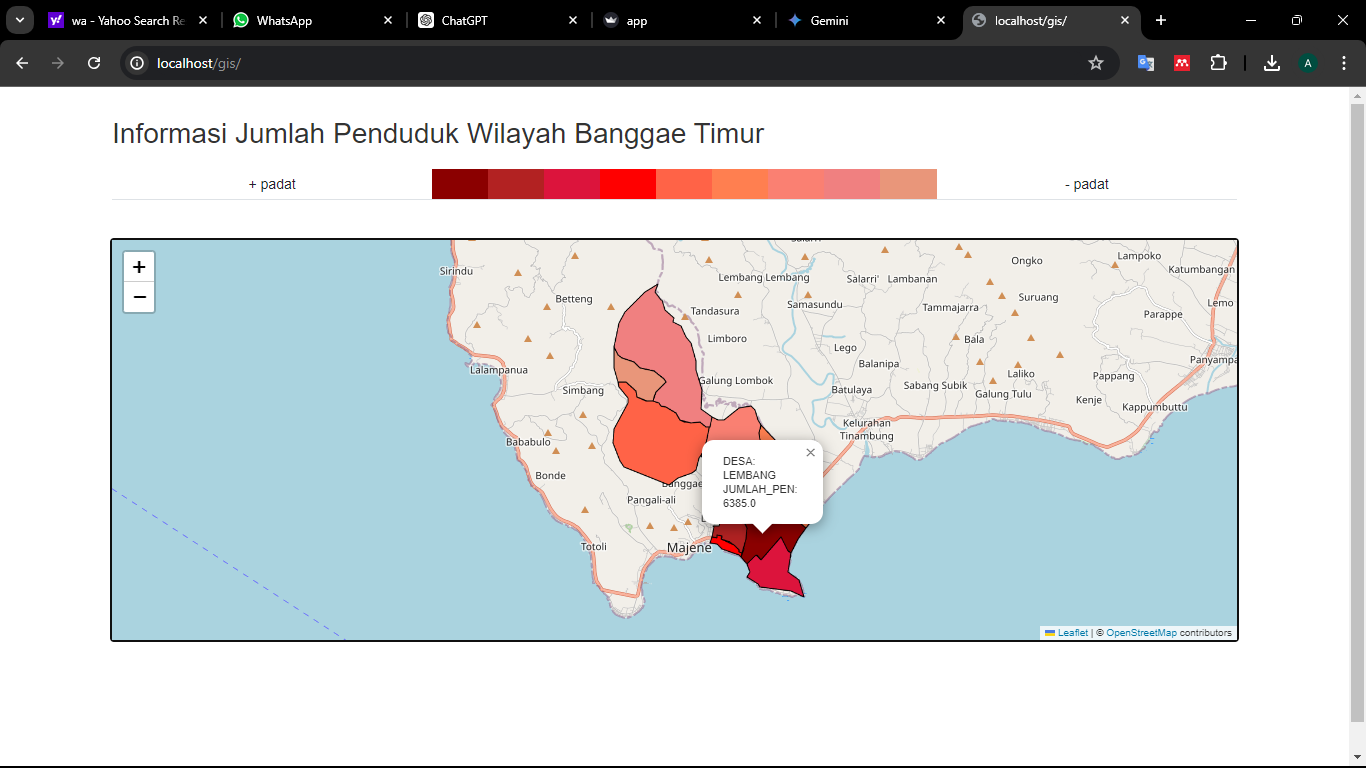 wa - Yahoo Search Re
WhatsApp
ChatGPT
app
Gemini
localhost/gis/
localhost/gis/
A
Informasi Jumlah Penduduk Wilayah Banggae Timur
+ padat
- padat
+
−
Sirindu
Betteng
Lembang Lembang
Salarri'
Lambanan
Ongko
Lampoko
Katumbangan
Tandasura
Samasundu
Tammajarra
Suruang
Lemo
Parappe
Limboro
Lego
Bala
Balanipa
Panyampa
Lalampanua
Simbang
Galung Lombok
Batulaya
Sabang Subik
Laliko
Galung Tulu
Pappang
Kenje
Kappumbuttu
Kelurahan
Tinambung
Bababulo
Bonde
Banggae
Pangali-ali
DESA:
LEMBANG
JUMLAH_PEN:
6385.0
×
Totoli
Majene
Leaflet | © OpenStreetMap contributors